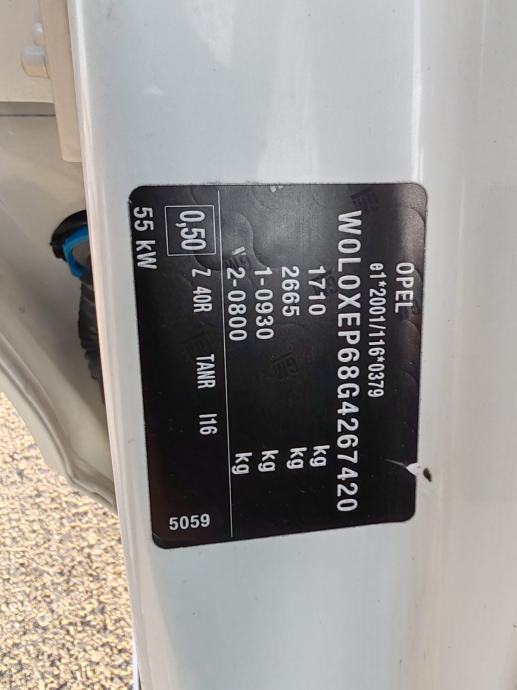 OPEL
e1*2001/116*0379
W0L0XEP68G4267420
1710 kg
2665 kg
1-0930 kg
2-0800 kg
0,50 Z 40R TANR I16
55 kW
5059